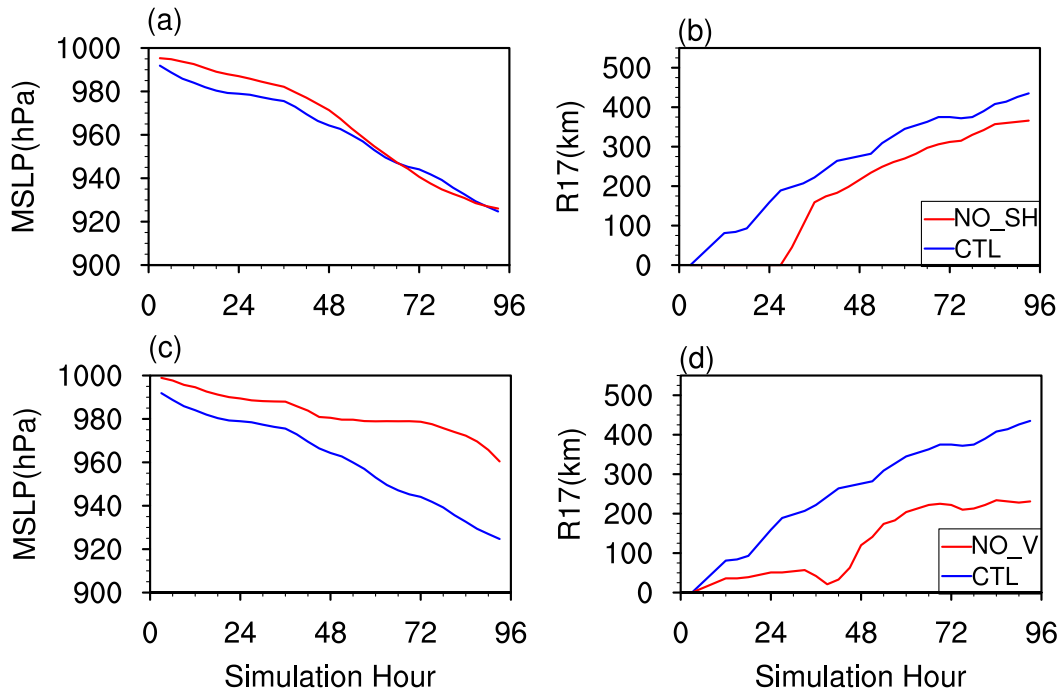 (a)
MSLP(hPa)
1000
980
960
940
920
900
0 24 48 72 96
(b)
R17(km)
500
400
300
200
100
0
NO_SH
CTL
0 24 48 72 96
(c)
MSLP(hPa)
1000
980
960
940
920
900
0 24 48 72 96
Simulation Hour
(d)
R17(km)
500
400
300
200
100
0
NO_V
CTL
0 24 48 72 96
Simulation Hour